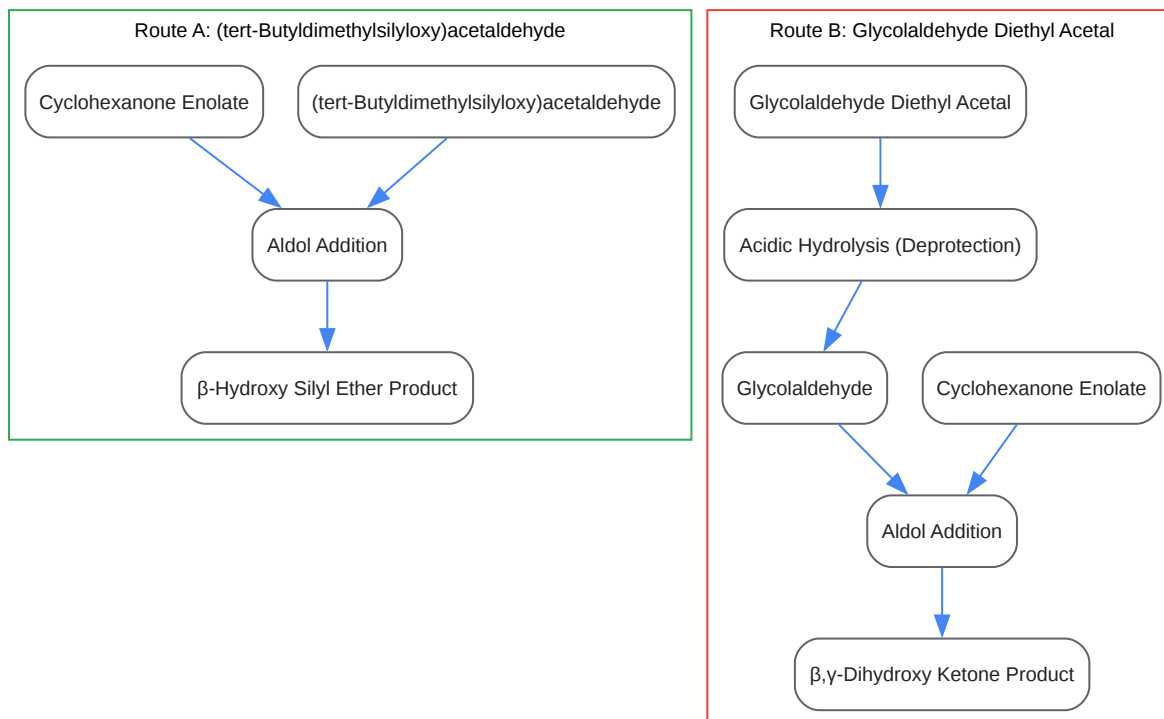 Route A: (tert-Butyldimethylsilyloxy)acetaldehyde
Cyclohexanone Enolate
(tert-Butyldimethylsilyloxy)acetaldehyde
Aldol Addition
β-Hydroxy Silyl Ether Product
Route B: Glycolaldehyde Diethyl Acetal
Glycolaldehyde Diethyl Acetal
Acidic Hydrolysis (Deprotection)
Glycolaldehyde
Cyclohexanone Enolate
Aldol Addition
β,γ-Dihydroxy Ketone Product